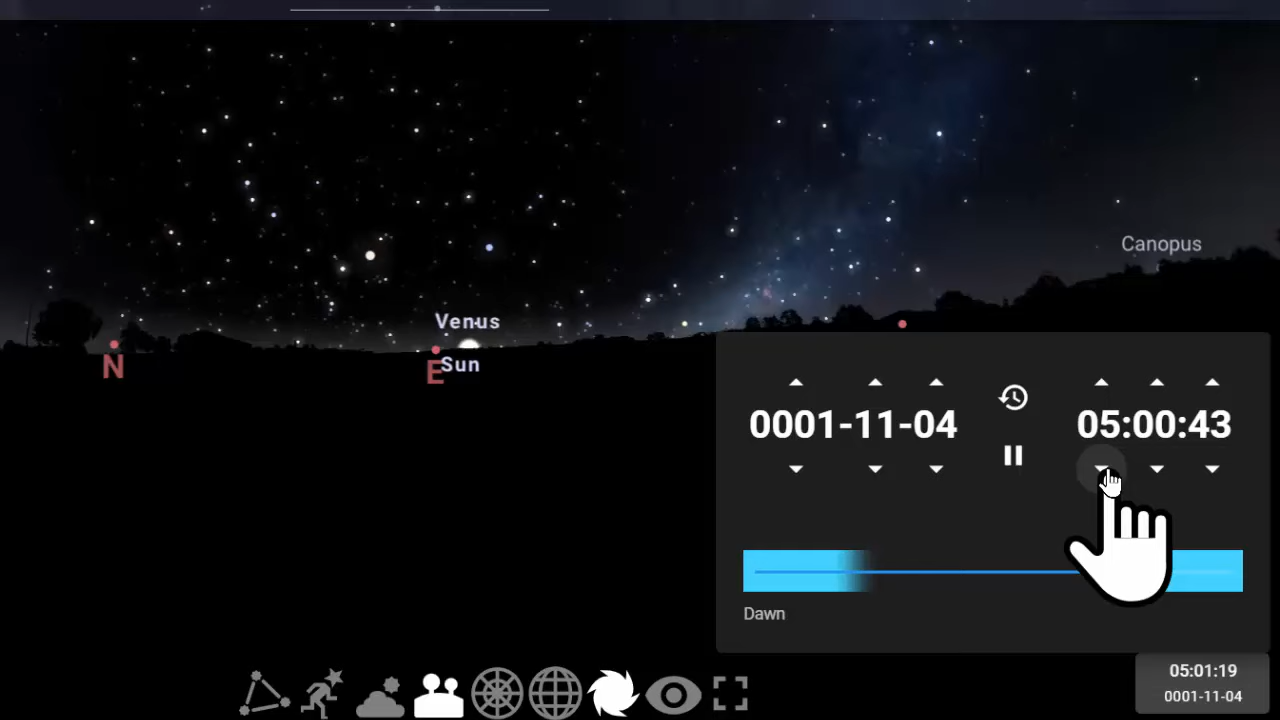 Canopus
Venus
N
E
Sun
0001-11-04
05:00:43
Dawn
05:01:19
0001-11-04